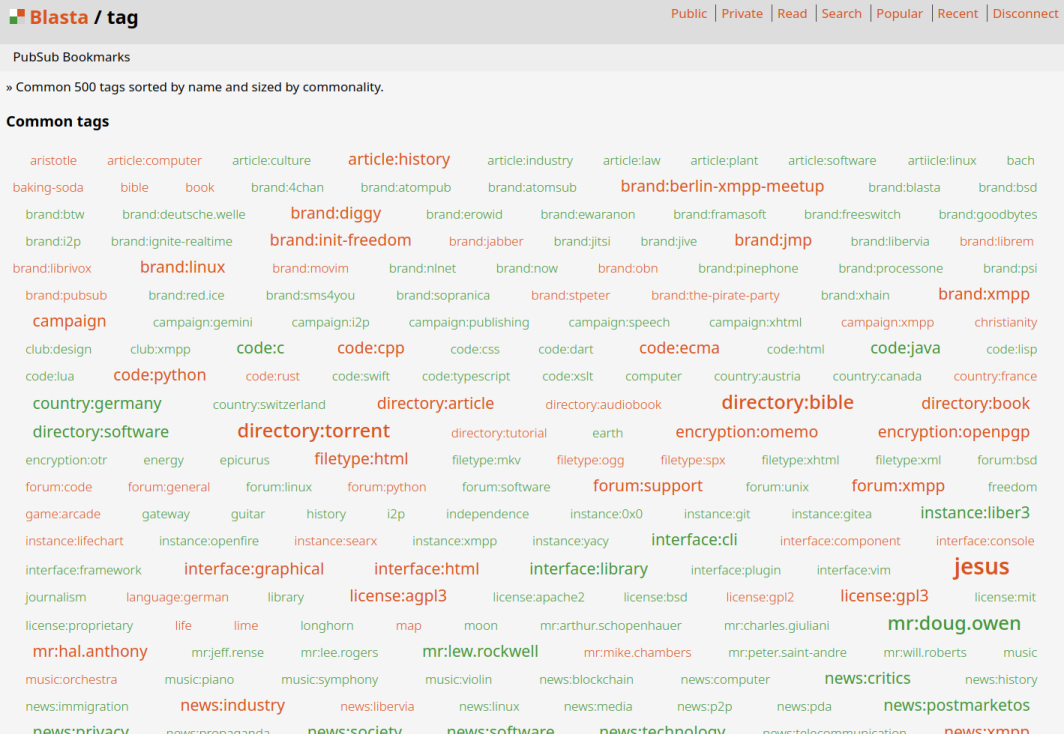 Blasta / tag Public Private Read Search Popular Recent Disconnect
PubSub Bookmarks
» Common 500 tags sorted by name and sized by commonality.
Common tags
aristotle article:computer article:culture article:history article:industry article:law article:plant article:software artiicle:linux bach
baking-soda bible book brand:4chan brand:atompub brand:atomsub brand:berlin-xmpp-meetup brand:blasta brand:bsd
brand:btw brand:deutsche.welle brand:diggy brand:erowid brand:ewaranon brand:framasoft brand:freeswitch brand:goodbytes
brand:i2p brand:ignite-realtime brand:init-freedom brand:jabber brand:jitsi brand:jive brand:jmp brand:libervia brand:librem
brand:librivox brand:linux brand:movim brand:nlnet brand:now brand:obn brand:pinephone brand:processone brand:psi
brand:pubsub brand:red.ice brand:sms4you brand:sopranica brand:stpeter brand:the-pirate-party brand:xhain brand:xmpp
campaign campaign:gemini campaign:i2p campaign:publishing campaign:speech campaign:xhtml campaign:xmpp christianity
club:design club:xmpp code:c code:cpp code:css code:dart code:ecma code:html code:java code:lisp
code:lua code:python code:rust code:swift code:typescript code:xslt computer country:austria country:canada country:france
country:germany country:switzerland directory:article directory:audiobook directory:bible directory:book
directory:software directory:torrent directory:tutorial earth encryption:omemo encryption:openpgp
encryption:otr energy epicurus filetype:html filetype:mkv filetype:ogg filetype:spx filetype:xhtml filetype:xml forum:bsd
forum:code forum:general forum:linux forum:python forum:software forum:support forum:unix forum:xmpp freedom
game:arcade gateway guitar history i2p independence instance:0x0 instance:git instance:gitea instance:liber3
instance:lifechart instance:openfire instance:searx instance:xmpp instance:yacy interface:cli interface:component interface:console
interface:framework interface:graphical interface:html interface:library interface:plugin interface:vim jesus
journalism language:german library license:agpl3 license:apache2 license:bsd license:gpl2 license:gpl3 license:mit
license:proprietary life lime longhorn map moon mr:arthur.schopenhauer mr:charles.giuliani mr:doug.owen
mr:hal.anthony mr:jeff.rense mr:lee.rogers mr:lew.rockwell mr:mike.chambers mr:peter.saint-andre mr:will.roberts music
music:orchestra music:piano music:symphony music:violin news:blockchain news:computer news:critics news:history
news:immigration news:industry news:libervia news:linux news:media news:p2p news:pda news:postmarketos
news:privacy news:propaganda news:society news:software news:technology news:telecommunication news:xmpp